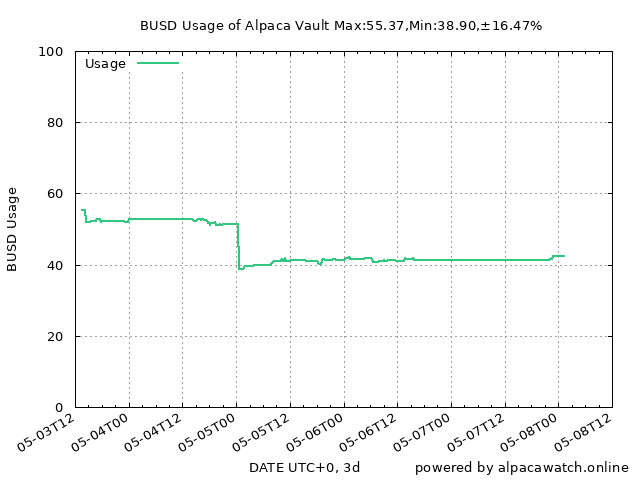 BUSD Usage of Alpaca Vault Max:55.37,Min:38.90,±16.47%
Usage
BUSD Usage
100
80
60
40
20
0
05-03T12
05-04T00
05-04T12
05-05T00
05-05T12
05-06T00
05-06T12
05-07T00
05-07T12
05-08T00
05-08T12
DATE UTC+0, 3d
powered by alpacawatch.online